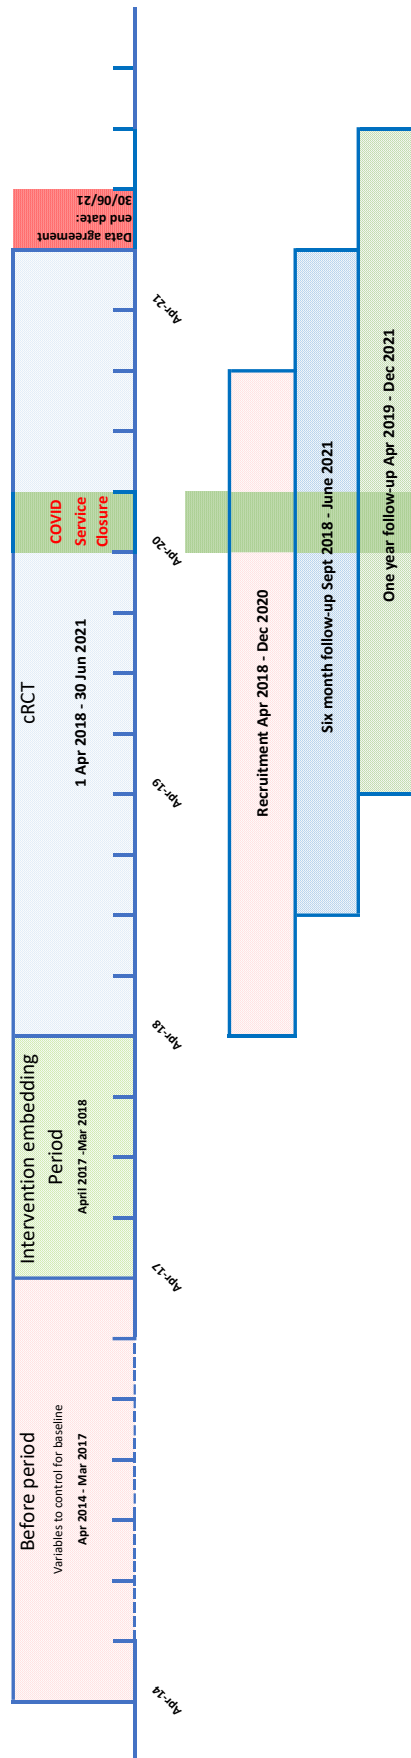 Before period
Variables to control for baseline
Apr 2014 - Mar 2017
Intervention embedding
Period
April 2017 -Mar 2018
cRCT
1 Apr 2018 - 30 Jun 2021
COVID
Service
Closure
Data agreement
end date:
30/06/21
Apr-14
Apr-17
Apr-18
Apr-19
Apr-20
Apr-21
Recruitment Apr 2018 - Dec 2020
Six month follow-up Sept 2018 - June 2021
One year follow-up Apr 2019 - Dec 2021